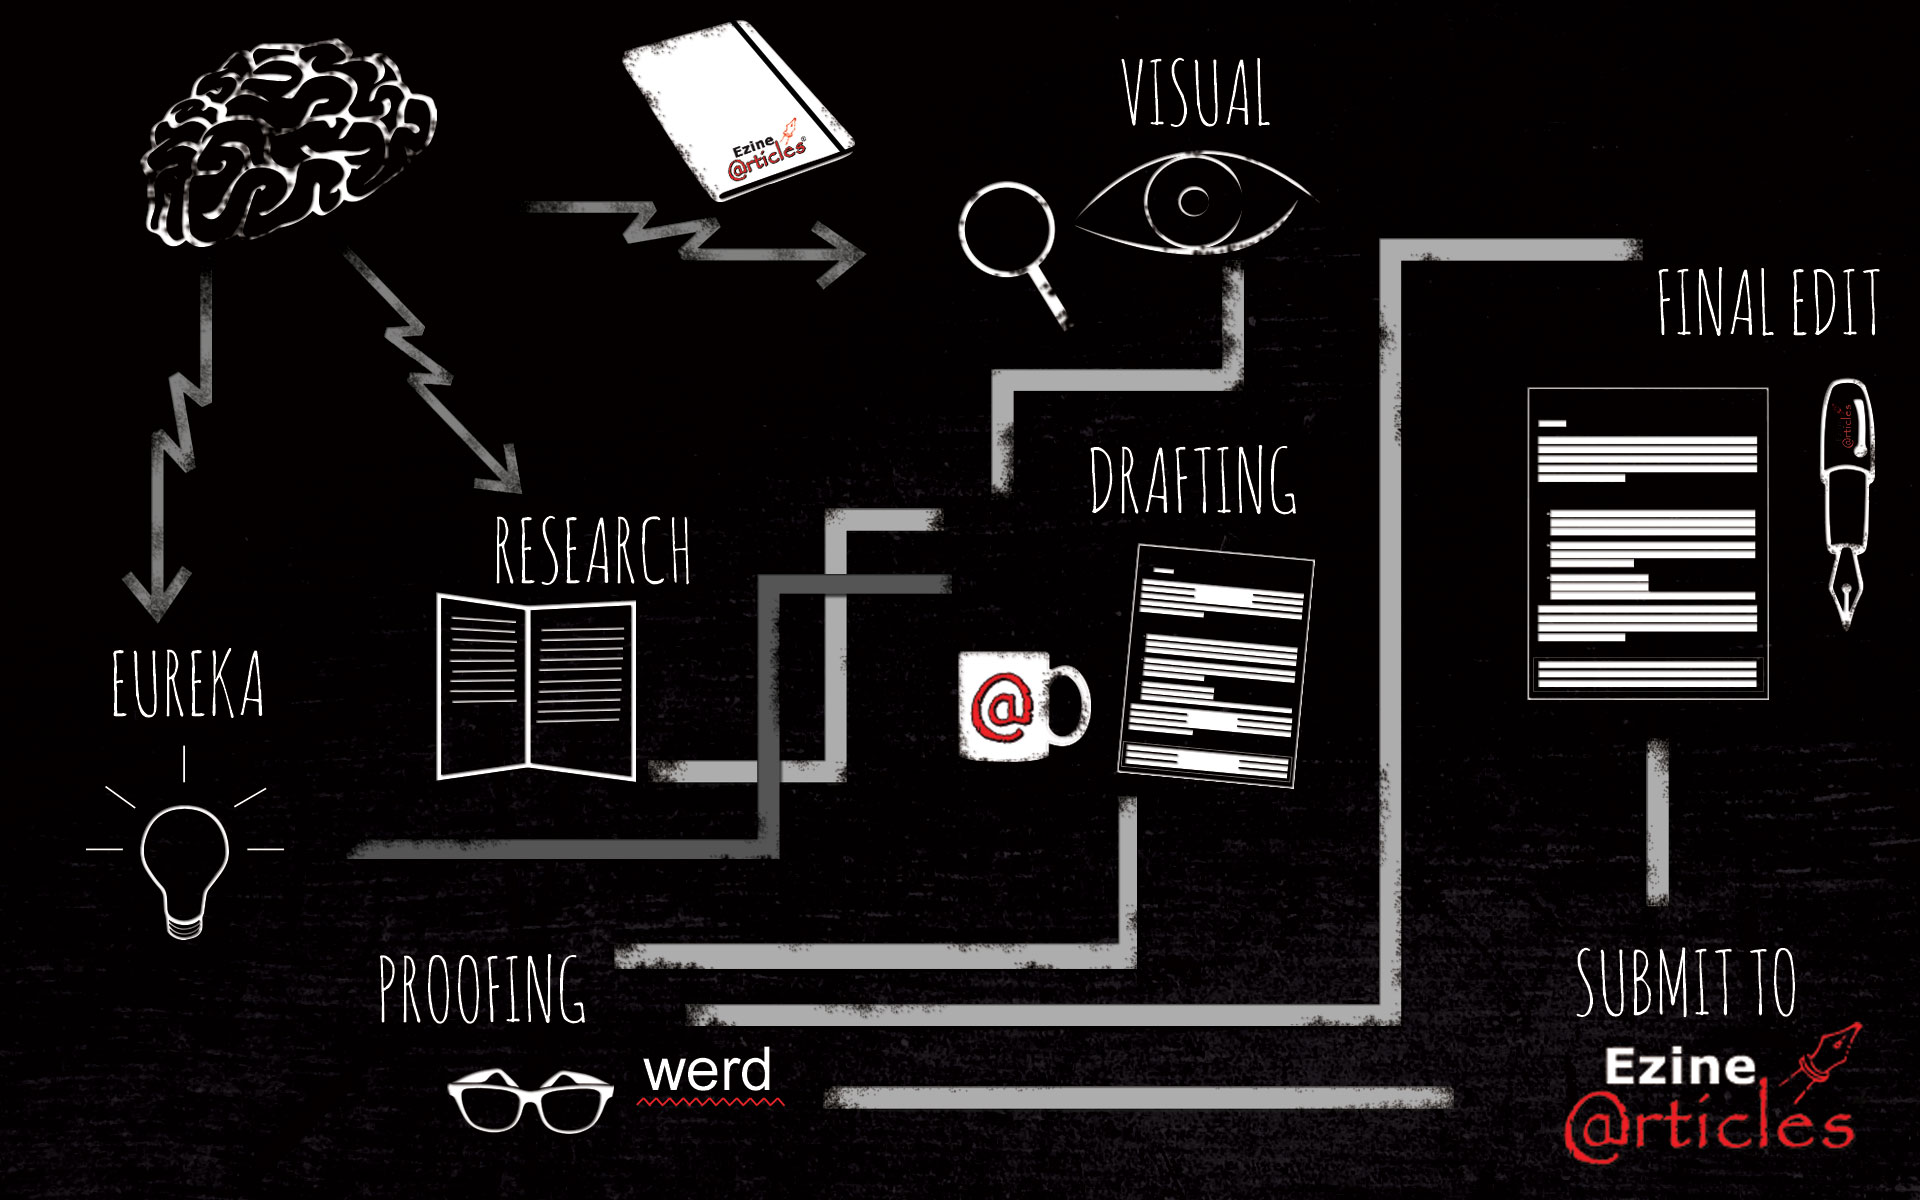 Ezine
@rticles®
VISUAL
FINAL EDIT
@rticles
DRAFTING
RESEARCH
EUREKA
@
PROOFING
werd
SUBMIT TO
Ezine
@rticles